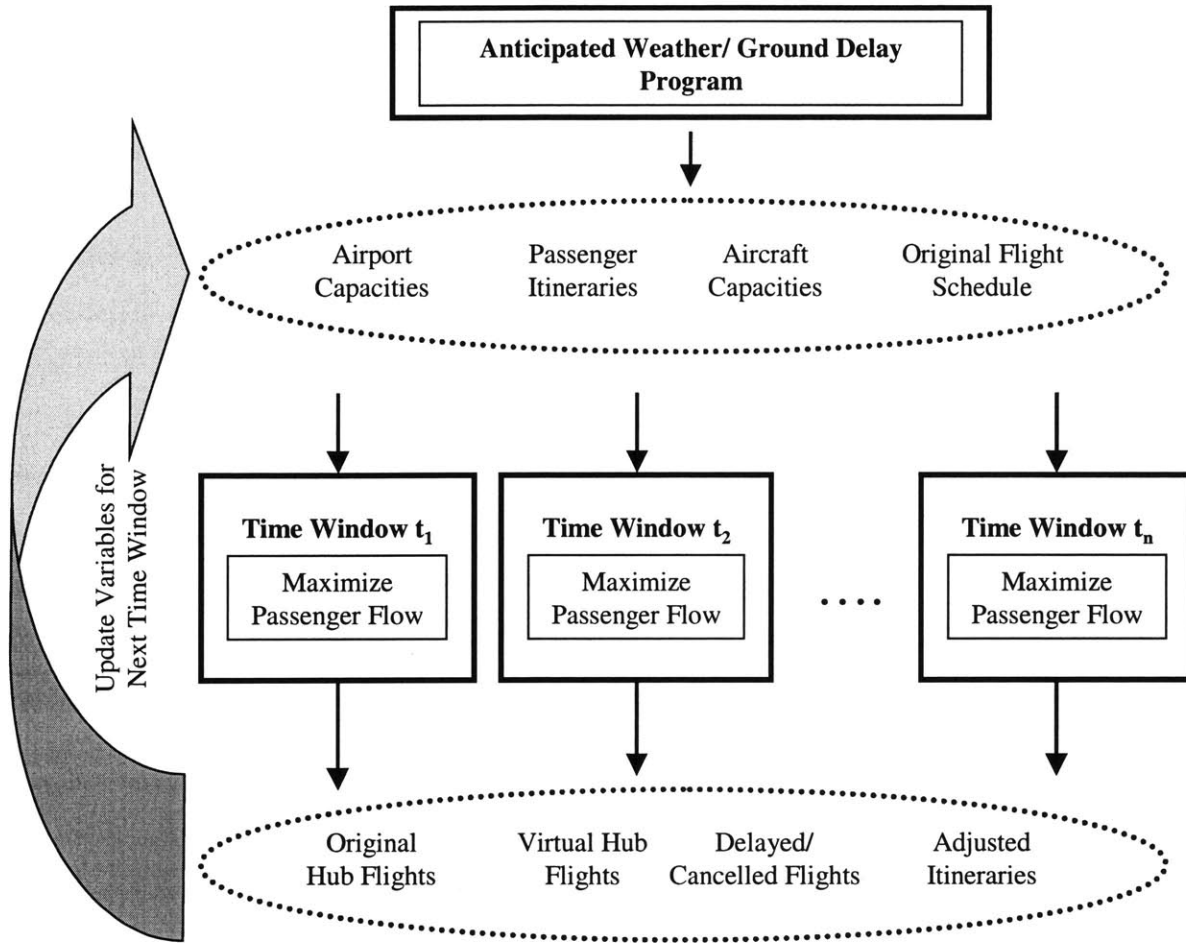 Anticipated Weather/ Ground Delay
Program
Airport
Capacities
Passenger
Itineraries
Aircraft
Capacities
Original Flight
Schedule
Update Variables for
Next Time Window
Time Window t₁
Maximize
Passenger Flow
Time Window t₂
Maximize
Passenger Flow
....
Time Window tₙ
Maximize
Passenger Flow
Original
Hub Flights
Virtual Hub
Flights
Delayed/
Cancelled Flights
Adjusted
Itineraries